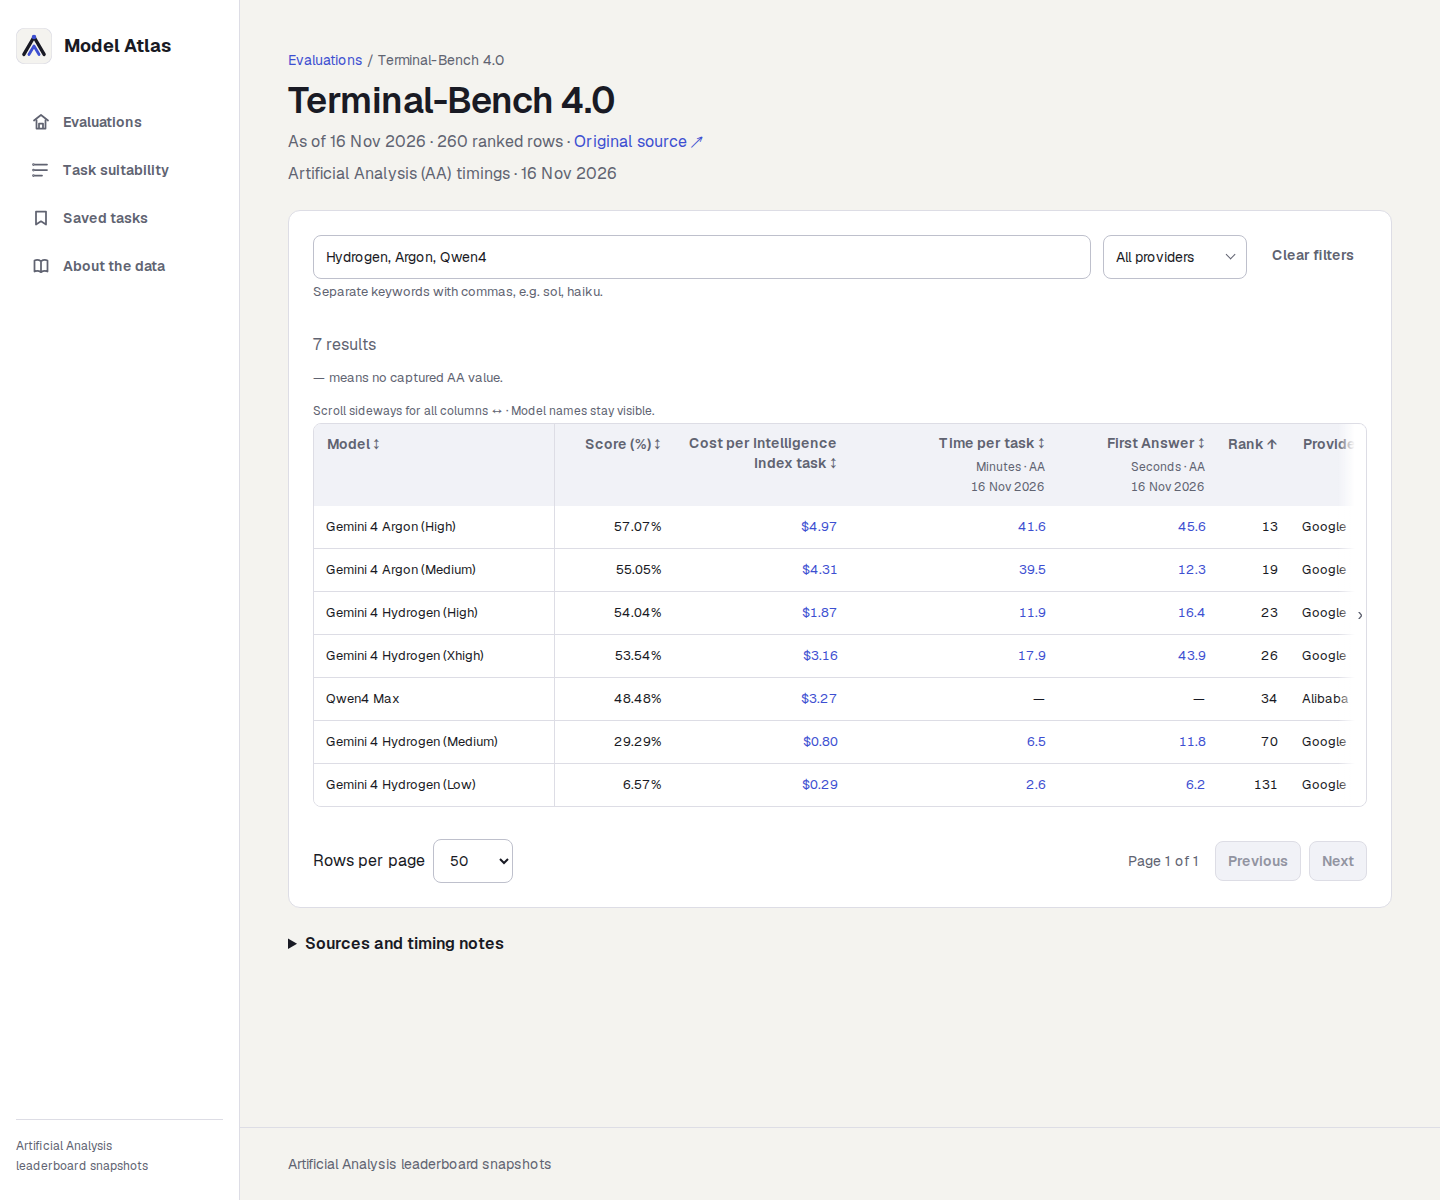 Model Atlas
Evaluations
Task suitability
Saved tasks
About the data
Artificial Analysis
leaderboard snapshots
Evaluations / Terminal-Bench 4.0
Terminal-Bench 4.0
As of 16 Nov 2026 · 260 ranked rows · Original source ↗
Artificial Analysis (AA) timings · 16 Nov 2026
Hydrogen, Argon, Qwen4 All providers Clear filters
Separate keywords with commas, e.g. sol, haiku.
7 results
— means no captured AA value.
Scroll sideways for all columns ↔ · Model names stay visible.
Model ↕ Score (%) ↕ Cost per Intelligence Index task ↕ Time per task ↕ First Answer ↕ Rank ↑ Provide
Minutes · AA Seconds · AA
16 Nov 2026 16 Nov 2026
Gemini 4 Argon (High) 57.07% $4.97 41.6 45.6 13 Google
Gemini 4 Argon (Medium) 55.05% $4.31 39.5 12.3 19 Google
Gemini 4 Hydrogen (High) 54.04% $1.87 11.9 16.4 23 Google ›
Gemini 4 Hydrogen (Xhigh) 53.54% $3.16 17.9 43.9 26 Google
Qwen4 Max 48.48% $3.27 — — 34 Alibaba
Gemini 4 Hydrogen (Medium) 29.29% $0.80 6.5 11.8 70 Google
Gemini 4 Hydrogen (Low) 6.57% $0.29 2.6 6.2 131 Google
Rows per page 50 Page 1 of 1 Previous Next
▶ Sources and timing notes
Artificial Analysis leaderboard snapshots